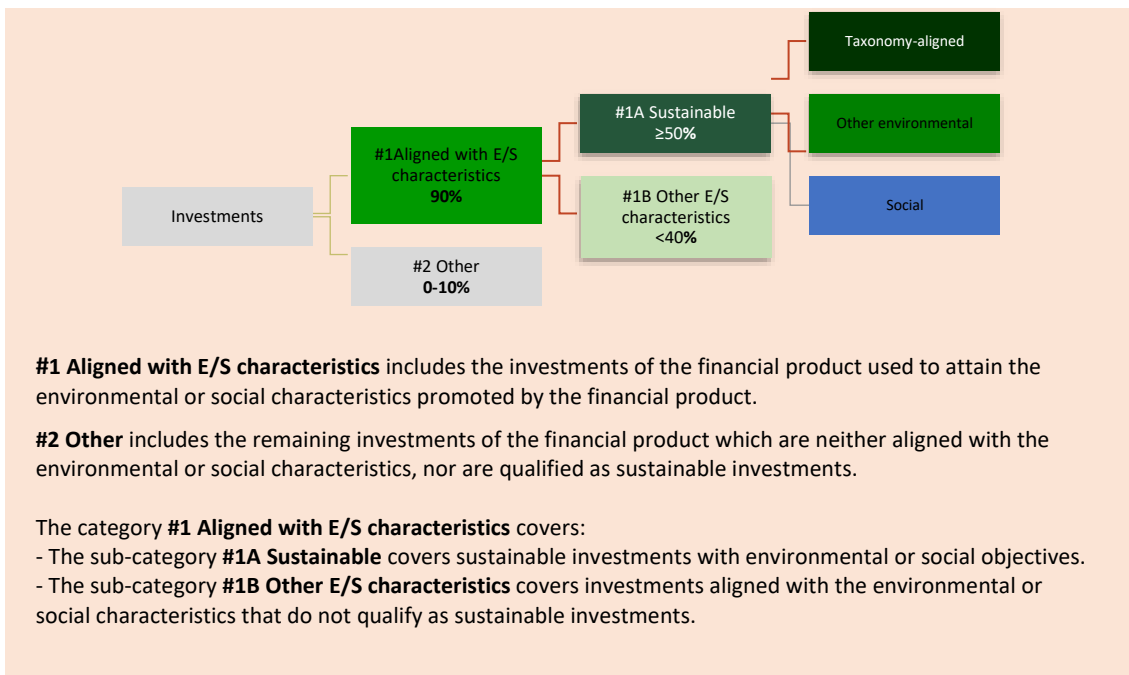 Taxonomy-aligned
#1A Sustainable
≥50%
Other environmental
#1Aligned with E/S
characteristics
90%
#1B Other E/S
characteristics
<40%
Social
Investments
#2 Other
0-10%
#1 Aligned with E/S characteristics includes the investments of the financial product used to attain the
environmental or social characteristics promoted by the financial product.
#2 Other includes the remaining investments of the financial product which are neither aligned with the
environmental or social characteristics, nor are qualified as sustainable investments.
The category #1 Aligned with E/S characteristics covers:
- The sub-category #1A Sustainable covers sustainable investments with environmental or social objectives.
- The sub-category #1B Other E/S characteristics covers investments aligned with the environmental or
social characteristics that do not qualify as sustainable investments.